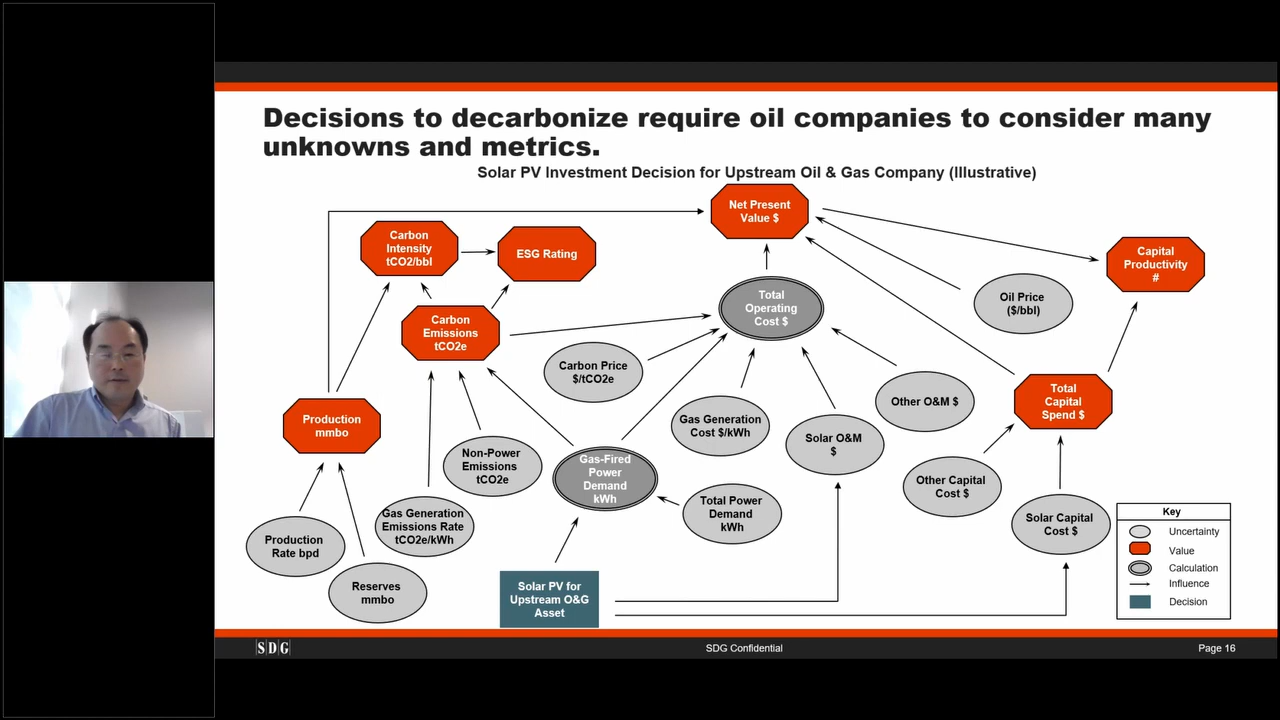 Decisions to decarbonize require oil companies to consider many
unknowns and metrics.
Solar PV Investment Decision for Upstream Oil & Gas Company (Illustrative)
Net Present
Value $
Carbon
Intensity
tCO2/bbl
ESG Rating
Capital
Productivity
#
Total
Operating
Cost $
Oil Price
($/bbl)
Carbon
Emissions
tCO2e
Carbon Price
$/tCO2e
Other O&M $
Total
Capital
Spend $
Production
mmbo
Gas Generation
Cost $/kWh
Solar O&M
$
Non-Power
Emissions
tCO2e
Gas-Fired
Power
Demand
kWh
Other Capital
Cost $
Total Power
Demand
kWh
Gas Generation
Emissions Rate
tCO2e/kWh
Solar Capital
Cost $
Production
Rate bpd
Reserves
mmbo
Solar PV for
Upstream O&G
Asset
Key
Uncertainty
Value
Calculation
Influence
Decision
SDG
SDG Confidential
Page 16